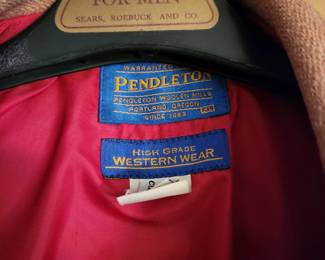 FOR MEN
SEARS, ROEBUCK AND CO.
WARRANTED
PENDLETON
PENDLETON WOOLEN MILLS
PORTLAND, OREGON
SINCE 1863
HIGH GRADE
WESTERN WEAR